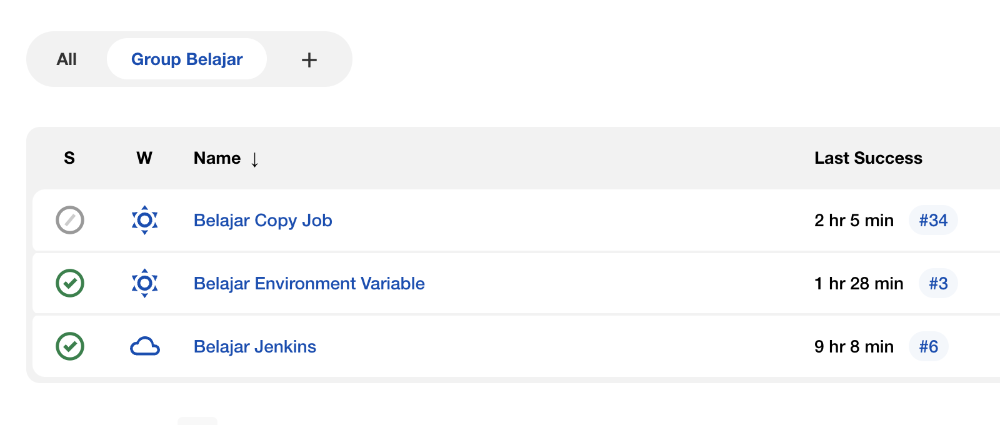 All Group Belajar +
S W Name ↓ Last Success
Belajar Copy Job 2 hr 5 min #34
Belajar Environment Variable 1 hr 28 min #3
Belajar Jenkins 9 hr 8 min #6